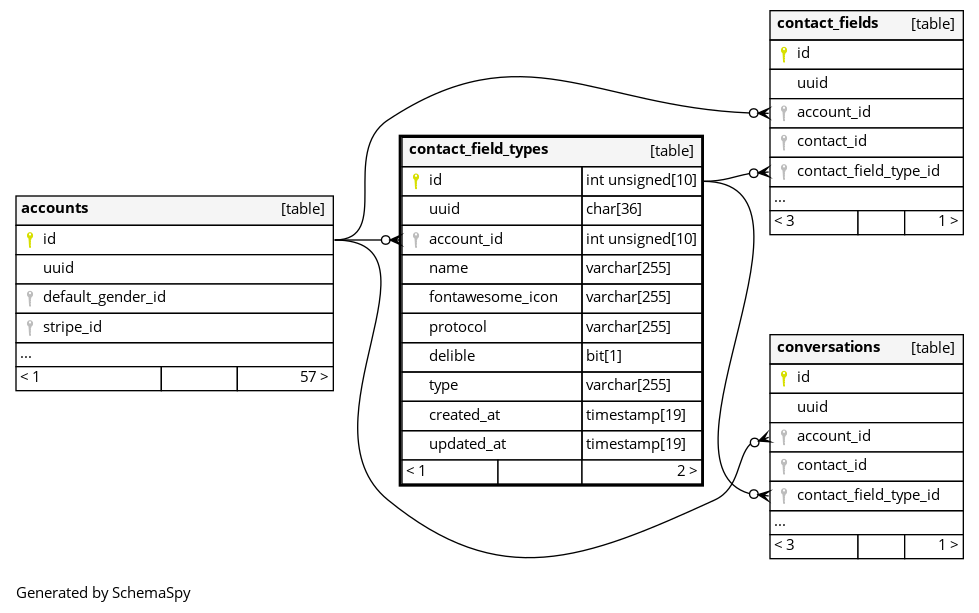 accounts [table]
id
uuid
default_gender_id
stripe_id
...
< 1 57 >
contact_field_types [table]
id int unsigned[10]
uuid char[36]
account_id int unsigned[10]
name varchar[255]
fontawesome_icon varchar[255]
protocol varchar[255]
delible bit[1]
type varchar[255]
created_at timestamp[19]
updated_at timestamp[19]
< 1 2 >
contact_fields [table]
id
uuid
account_id
contact_id
contact_field_type_id
...
< 3 1 >
conversations [table]
id
uuid
account_id
contact_id
contact_field_type_id
...
< 3 1 >
Generated by SchemaSpy